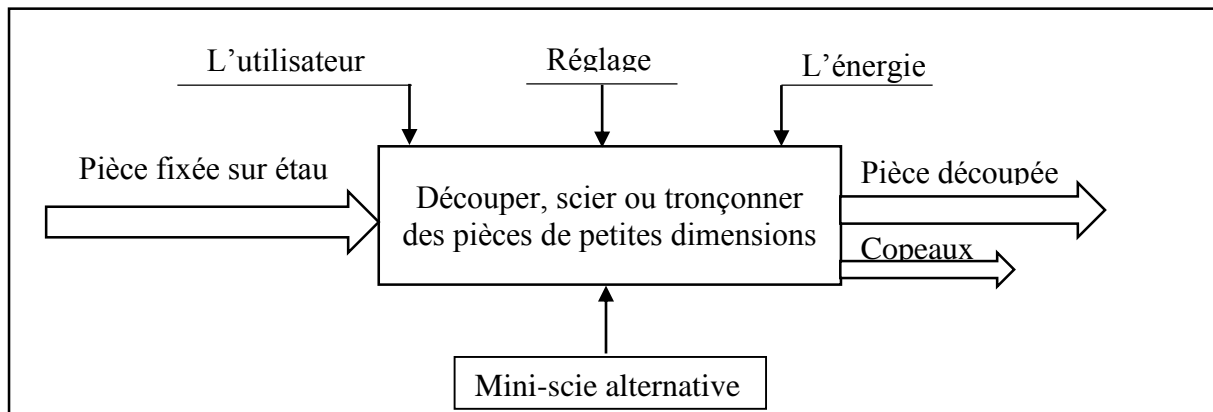 L’utilisateur
Réglage
L’énergie
Pièce fixée sur étau
Découper, scier ou tronçonner
des pièces de petites dimensions
Pièce découpée
Copeaux
Mini-scie alternative